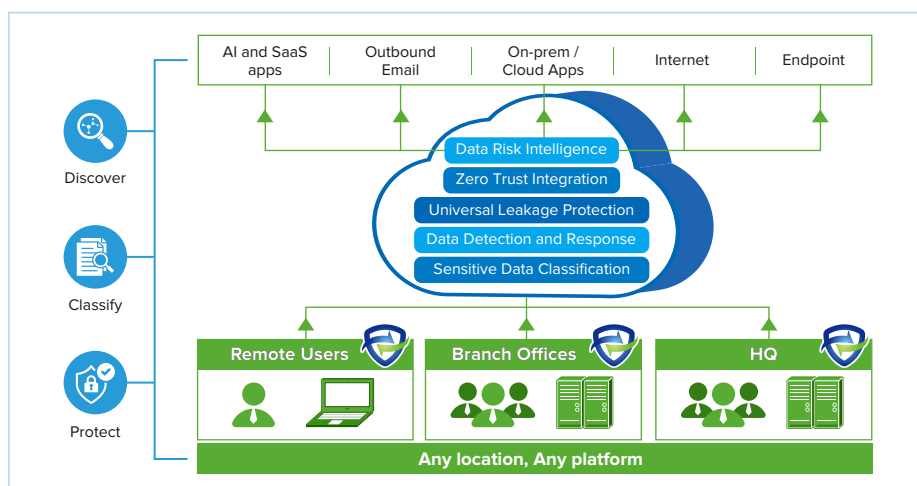 AI and SaaS
apps
Outbound
Email
On-prem /
Cloud Apps
Internet
Endpoint
Discover
Classify
Protect
Data Risk Intelligence
Zero Trust Integration
Universal Leakage Protection
Data Detection and Response
Sensitive Data Classification
Remote Users
Branch Offices
HQ
Any location, Any platform